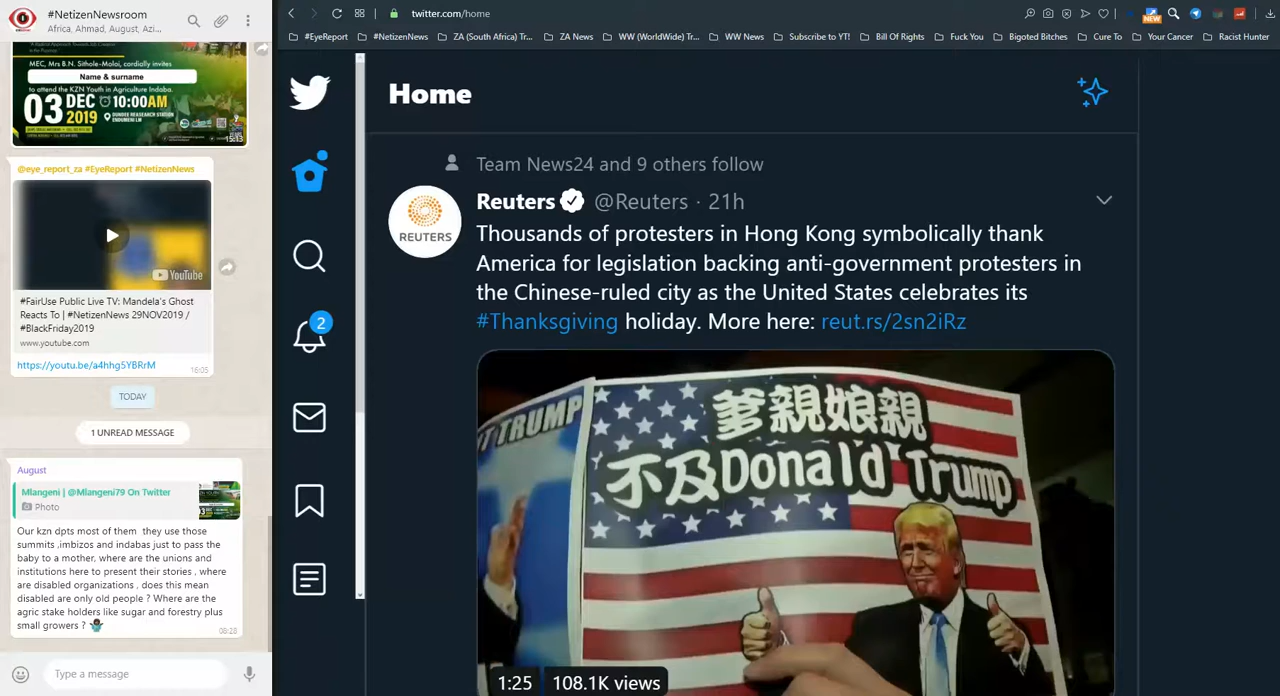 #NetizenNewsroom
Africa, Ahmad, August, Azi...
MEC, Mrs B.N. Sithole-Moloi, cordially invites
Name & surname
to attend the KZN Youth in Agriculture Indaba.
03 DEC 2019 10:00AM
DUNDEE REASEARCH STATION
ENDUMENI LM
15:13
@eye_report_za #EyeReport #NetizenNews
YouTube
#FairUse Public Live TV: Mandela's Ghost
Reacts To | #NetizenNews 29NOV2019 /
#BlackFriday2019
www.youtube.com
https://youtu.be/a4hhg5YBRrM
16:05
TODAY
1 UNREAD MESSAGE
August
Mlangeni | @Mlangeni79 On Twitter
Photo
Our kzn dpts most of them they use those
summits ,imbizos and indabas just to pass the
baby to a mother, where are the unions and
institutions here to present their stories , where
are disabled organizations , does this mean
disabled are only old people ? Where are the
agric stake holders like sugar and forestry plus
small growers ?
08:28
Type a message
twitter.com/home
NEW
#EyeReport #NetizenNews ZA (South Africa) Tr... ZA News WW (WorldWide) Tr... WW News Subscribe to YT! Bill Of Rights Fuck You Bigoted Bitches Cure To Your Cancer Racist Hunter
2
Home
Team News24 and 9 others follow
Reuters @Reuters · 21h
REUTERS
Thousands of protesters in Hong Kong symbolically thank
America for legislation backing anti-government protesters in
the Chinese-ruled city as the United States celebrates its
#Thanksgiving holiday. More here: reut.rs/2sn2iRz
T TRUMP
爹親娘親
不及Donald Trump
1:25
108.1K views